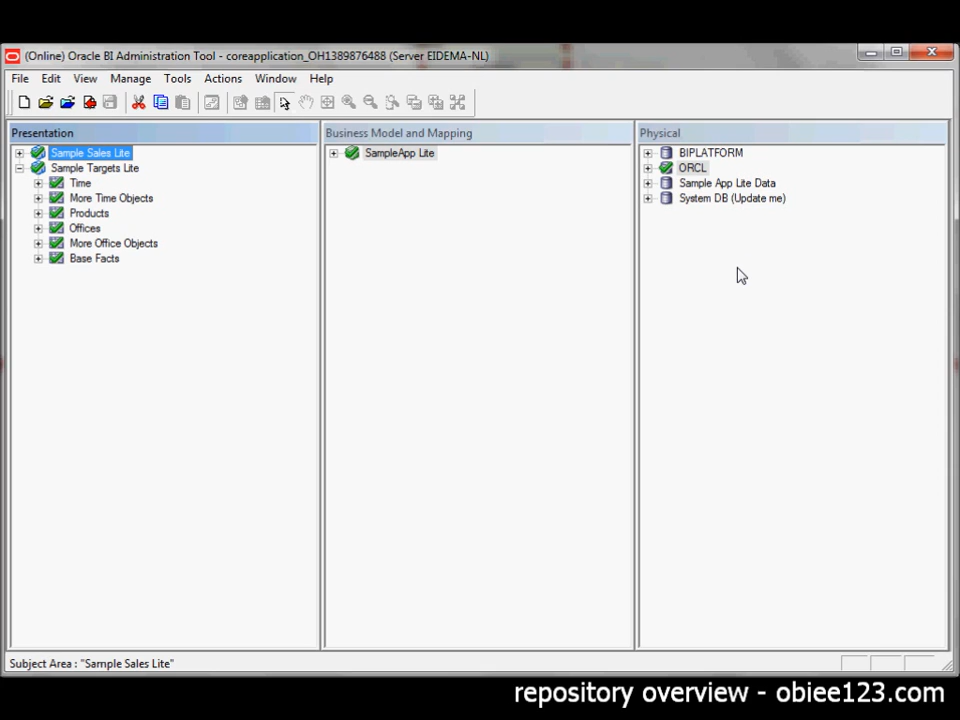 (Online) Oracle BI Administration Tool - coreapplication_OH1389876488 (Server EIDEMA-NL)
File Edit View Manage Tools Actions Window Help
Presentation
Sample Sales Lite
Sample Targets Lite
Time
More Time Objects
Products
Offices
More Office Objects
Base Facts
Business Model and Mapping
SampleApp Lite
Physical
BIPLATFORM
ORCL
Sample App Lite Data
System DB (Update me)
Subject Area : "Sample Sales Lite"
repository overview - obiee123.com